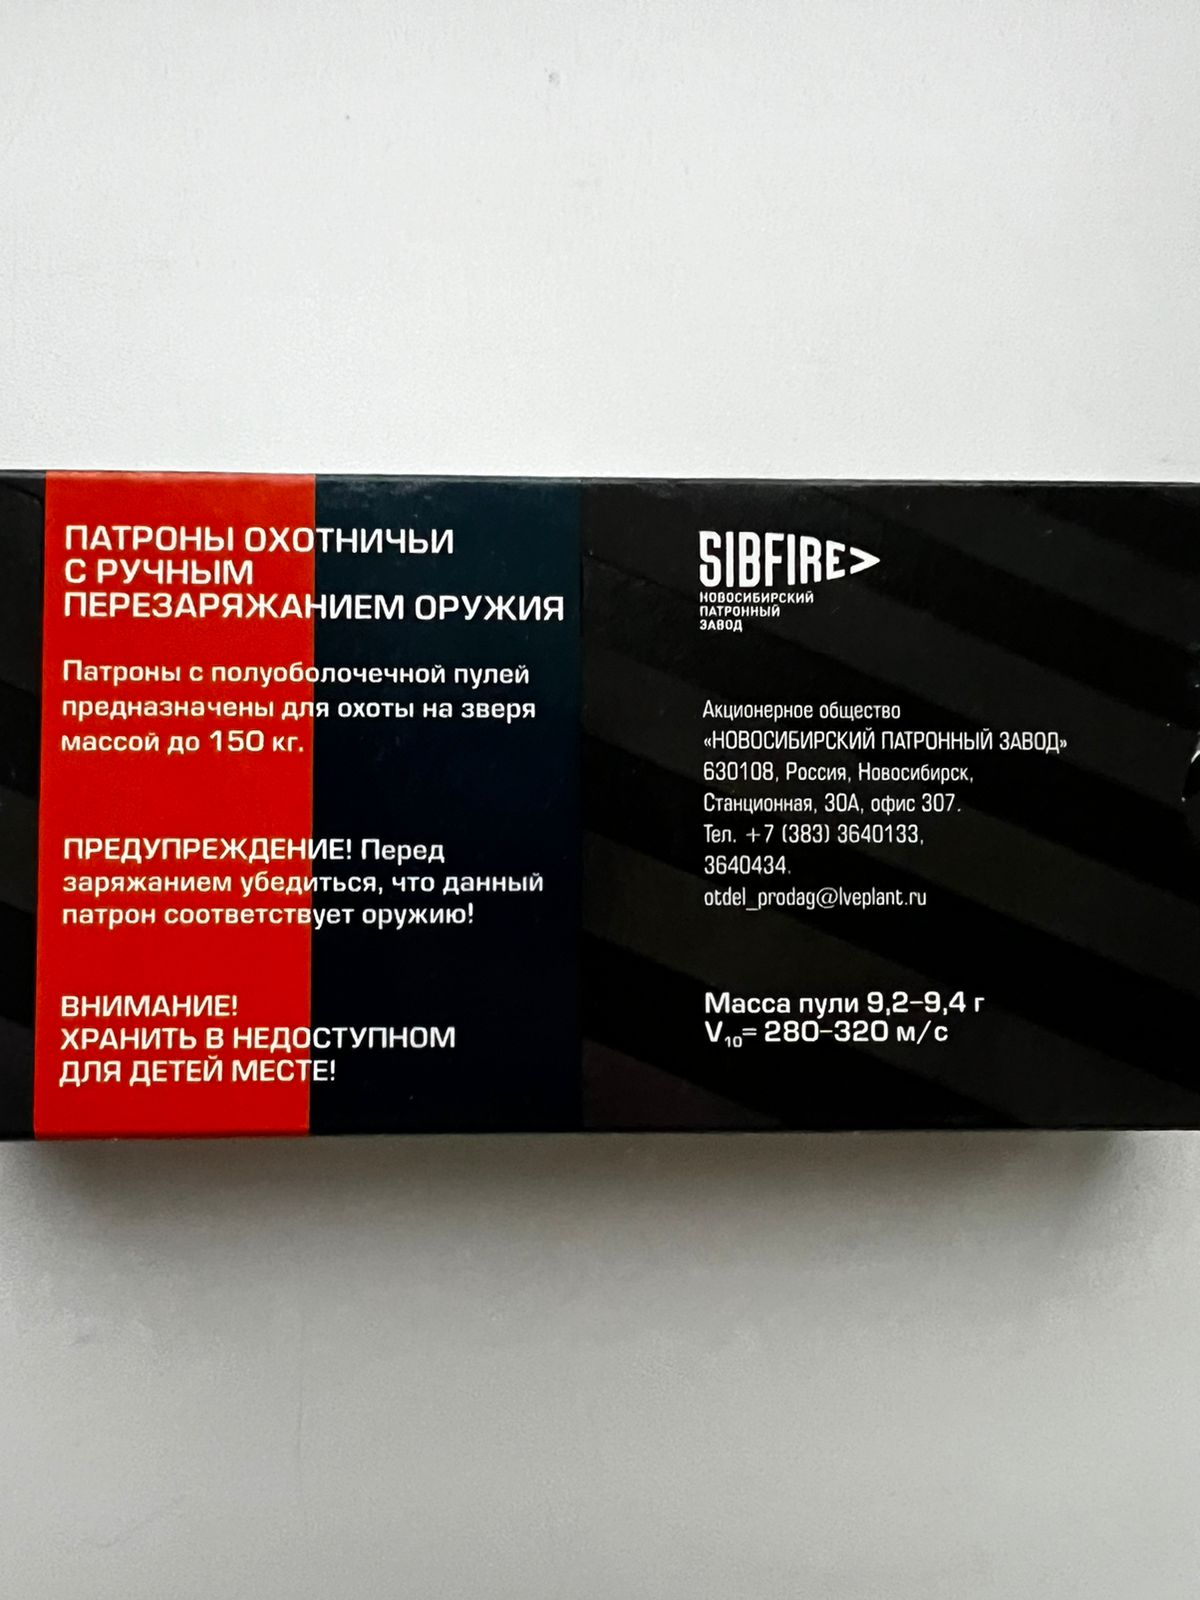 ПАТРОНЫ ОХОТНИЧЬИ
С РУЧНЫМ
ПЕРЕЗАРЯЖАНИЕМ ОРУЖИЯ
Патроны с полуоболочечной пулей
предназначены для охоты на зверя
массой до 150 кг.
ПРЕДУПРЕЖДЕНИЕ! Перед
заряжанием убедиться, что данный
патрон соответствует оружию!
ВНИМАНИЕ!
ХРАНИТЬ В НЕДОСТУПНОМ
ДЛЯ ДЕТЕЙ МЕСТЕ!
SIBFIRE>
НОВОСИБИРСКИЙ
ПАТРОННЫЙ
ЗАВОД
Акционерное общество
«НОВОСИБИРСКИЙ ПАТРОННЫЙ ЗАВОД»
630108, Россия, Новосибирск,
Станционная, 30А, офис 307.
Тел. +7 (383) 3640133,
3640434.
otdel_prodag@lveplant.ru
Масса пули 9,2–9,4 г
V₁₀= 280–320 м/с